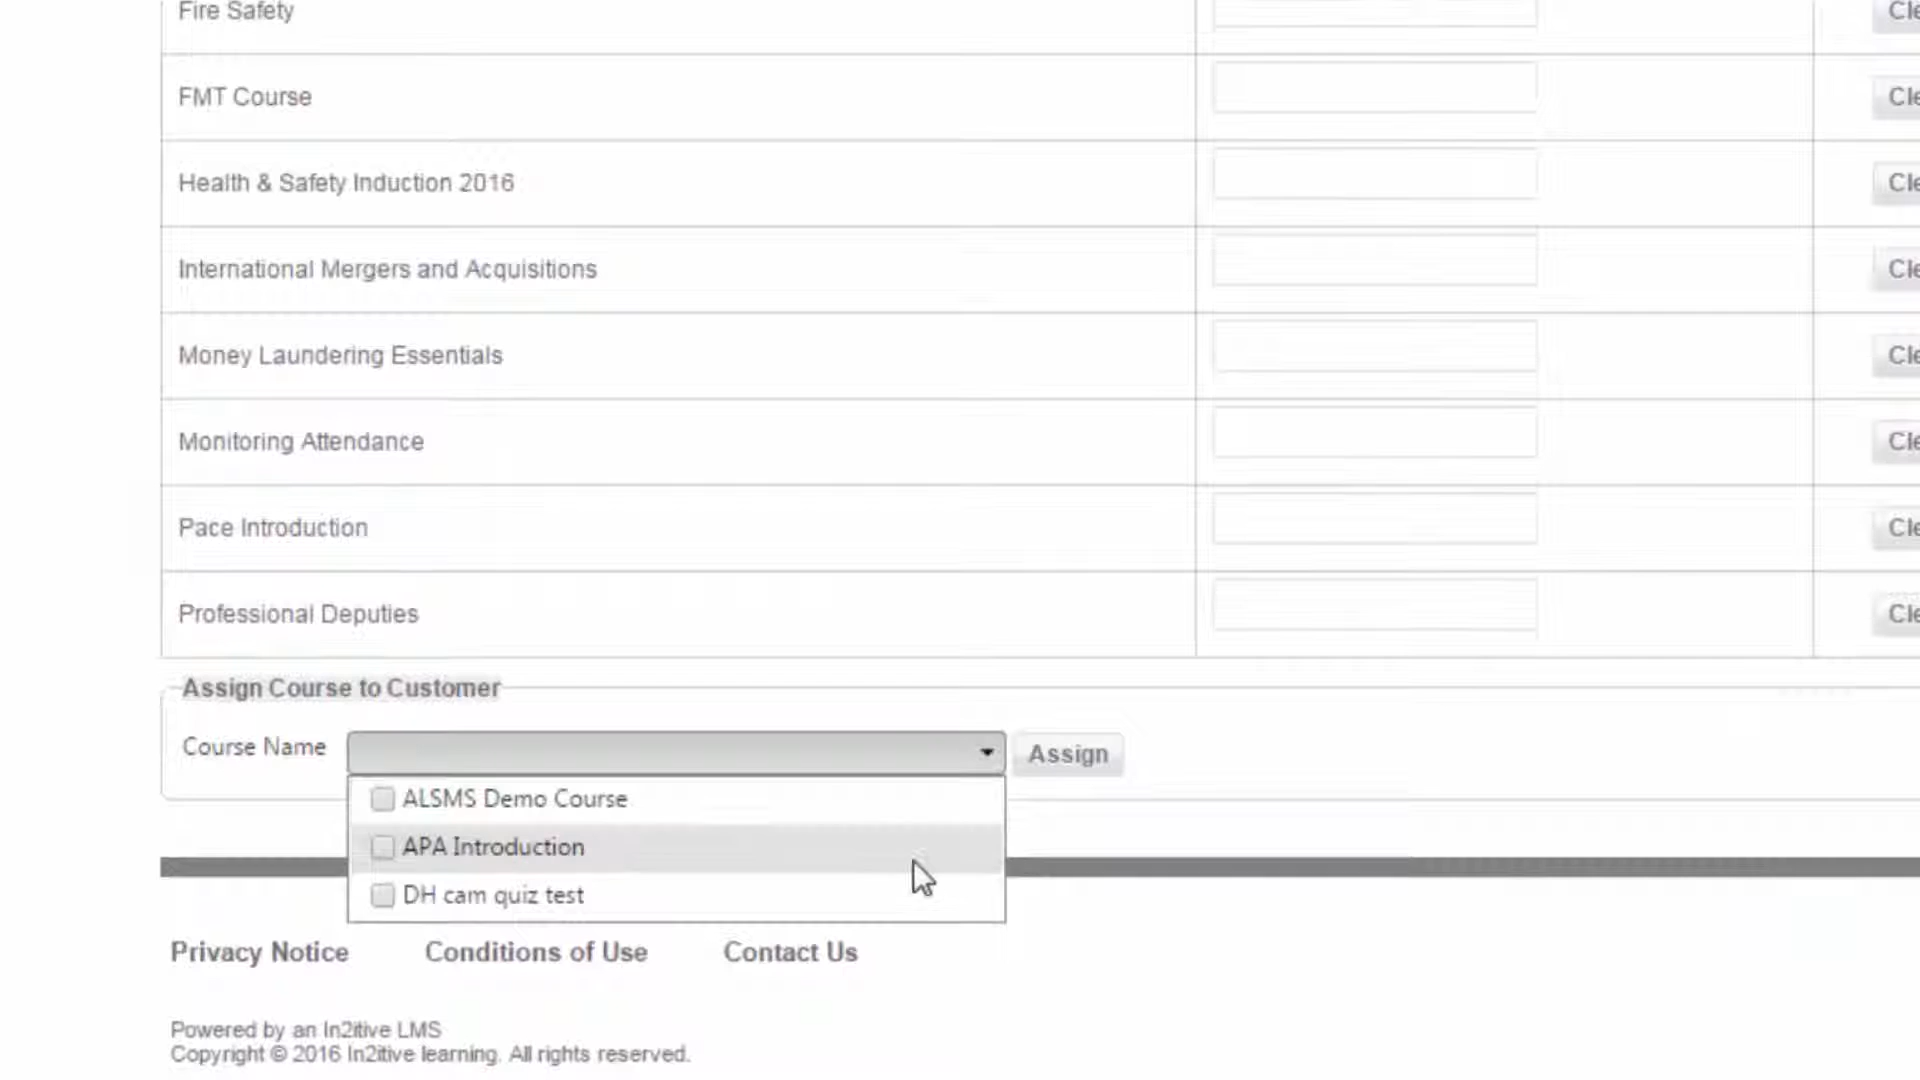 Fire Safety
FMT Course
Health & Safety Induction 2016
International Mergers and Acquisitions
Money Laundering Essentials
Monitoring Attendance
Pace Introduction
Professional Deputies
Assign Course to Customer
Course Name
Assign
ALSMS Demo Course
APA Introduction
DH cam quiz test
Privacy Notice Conditions of Use Contact Us
Powered by an In2itive LMS
Copyright © 2016 In2itive learning. All rights reserved.